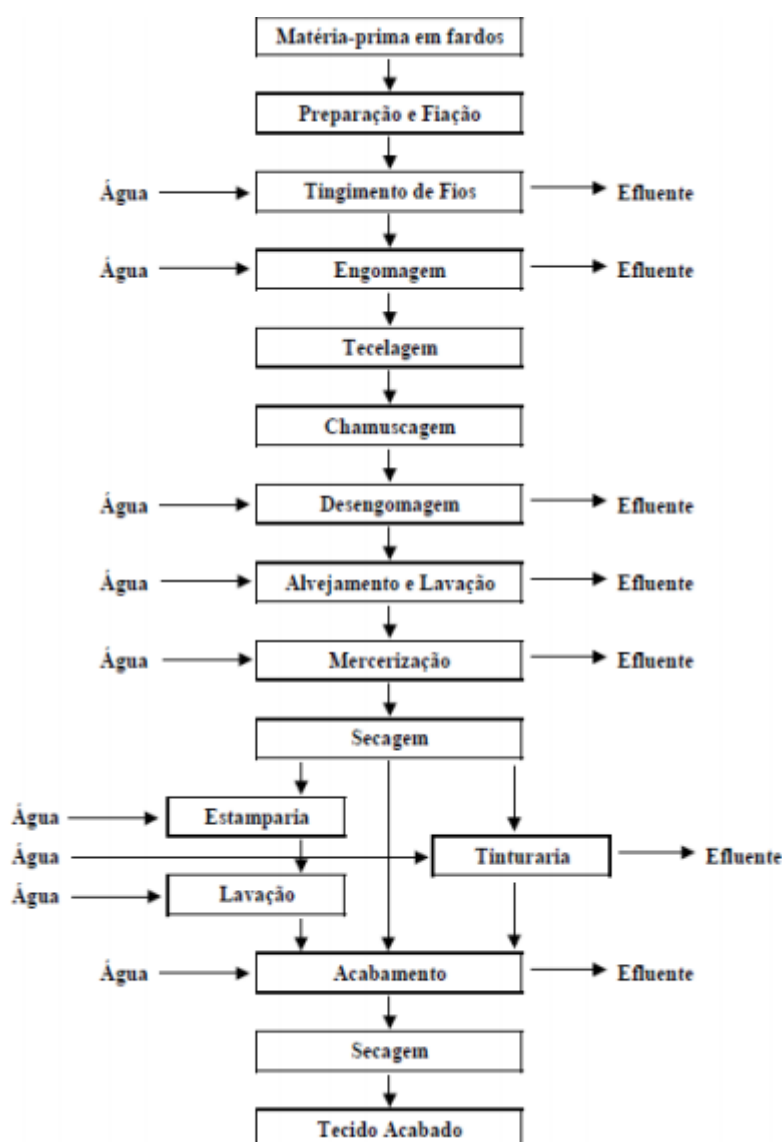 Matéria-prima em fardos
Preparação e Fiação
Água Tingimento de Fios Efluente
Água Engomagem Efluente
Tecelagem
Chamuscagem
Água Desengomagem Efluente
Água Alvejamento e Lavação Efluente
Água Mercerização Efluente
Secagem
Água Estamparia
Água Tinturaria Efluente
Água Lavação
Água Acabamento Efluente
Secagem
Tecido Acabado